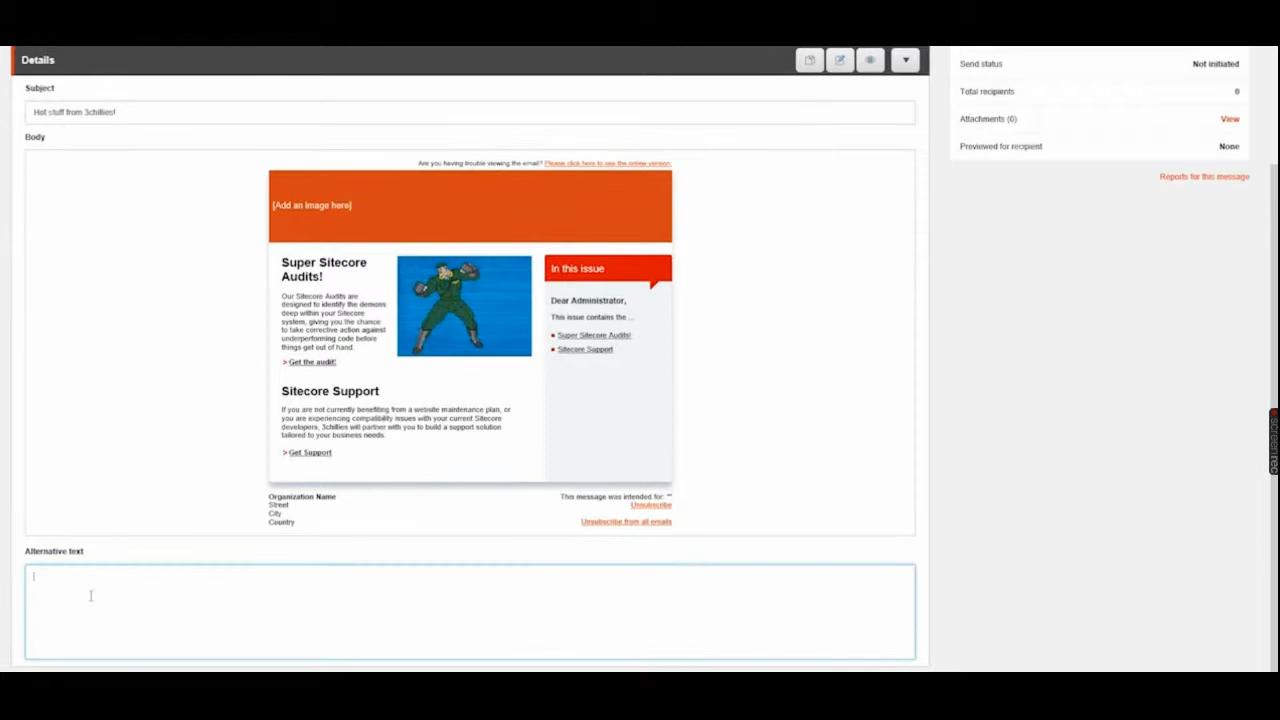 Details
Subject
Hot stuff from 3chillies!
Body
Are you having trouble viewing the email? Please click here to see the online version.
[Add an image here]
Super Sitecore
Audits!
Our Sitecore Audits are
designed to identify the demons
deep within your Sitecore
system, giving you the chance
to take corrective action against
underperforming code before
things get out of hand.
> Get the audit!
Sitecore Support
If you are not currently benefiting from a website maintenance plan, or
you are experiencing compatibility issues with your current Sitecore
developers, 3chillies will partner with you to build a support solution
tailored to your business needs.
> Get Support
In this issue
Dear Administrator,
This issue contains the ...
Super Sitecore Audits!
Sitecore Support
Organization Name
Street
City
Country
This message was intended for: ""
Unsubscribe
Unsubscribe from all emails
Alternative text
Send status Not initiated
Total recipients 0
Attachments (0) View
Previewed for recipient None
Reports for this message
screenrec